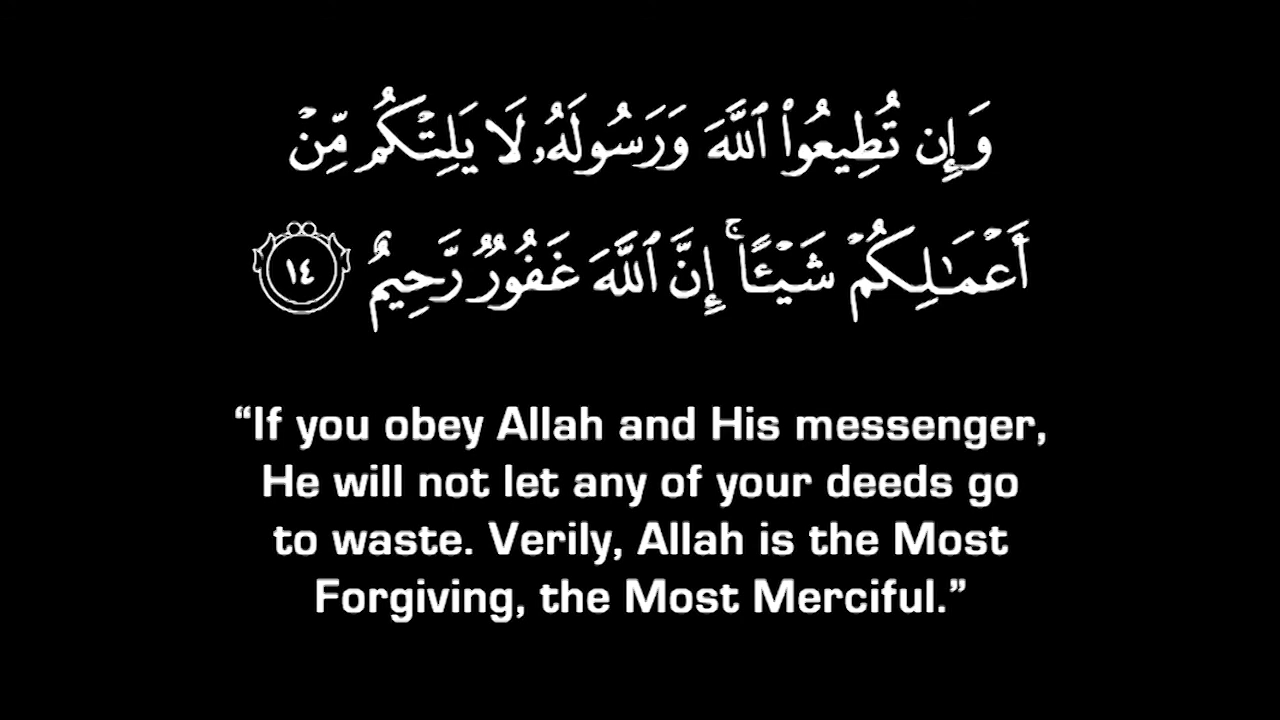 وَإِن تُطِيعُوا۟ ٱللَّهَ وَرَسُولَهُۥ لَا يَلِتْكُم مِّنْ
أَعْمَـٰلِكُمْ شَيْـًٔا ۚ إِنَّ ٱللَّهَ غَفُورٌ رَّحِيمٌ ١٤
“If you obey Allah and His messenger,
He will not let any of your deeds go
to waste. Verily, Allah is the Most
Forgiving, the Most Merciful.”